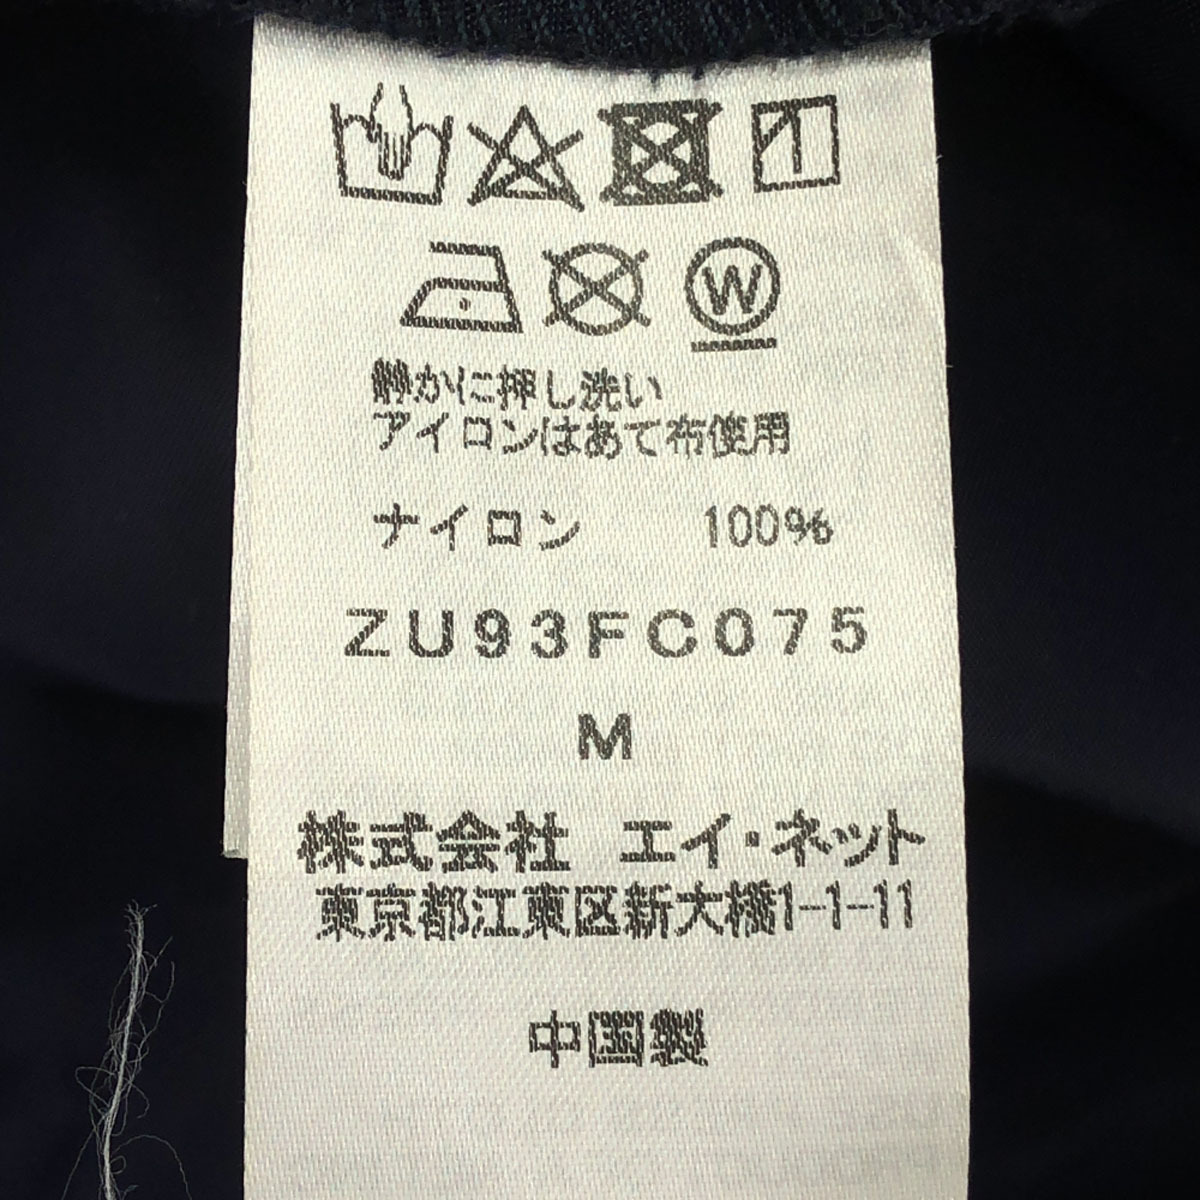 W
静かに押し洗い
アイロンはあて布使用
ナイロン 100%
ZU93FC075
M
株式会社 エイ・ネット
東京都江東区新大橋1-1-11
中国製